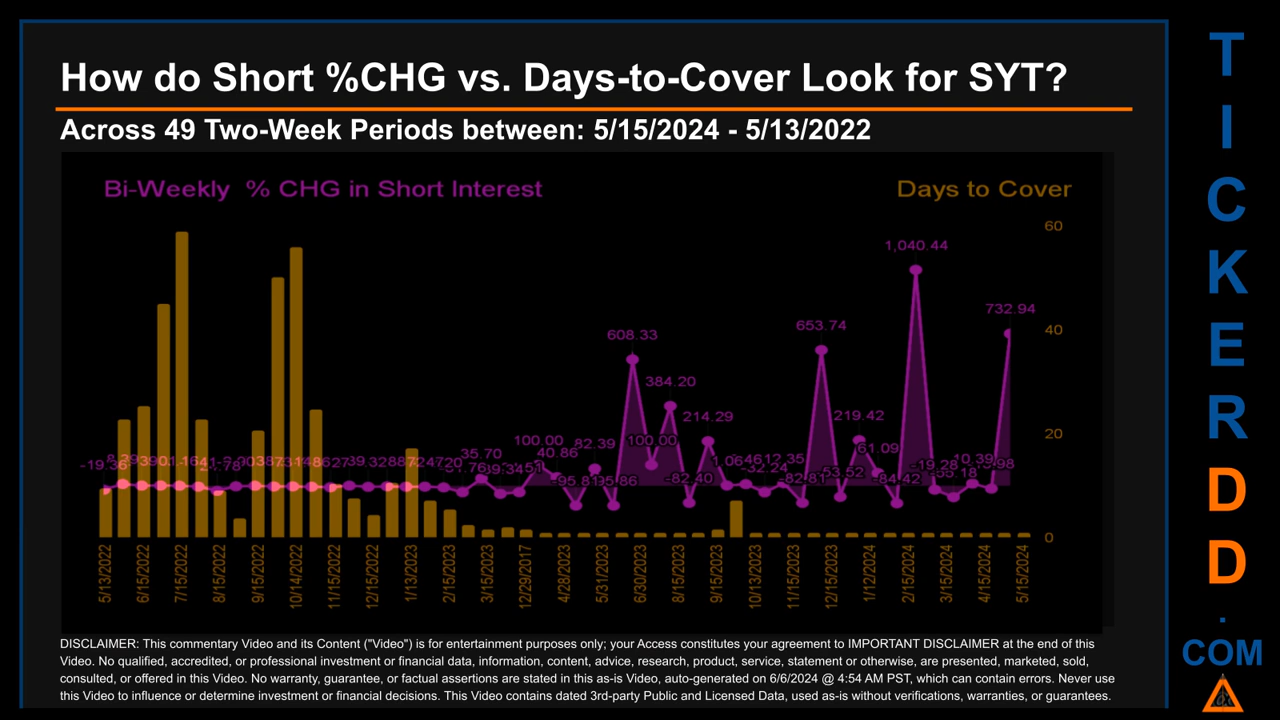 How do Short %CHG vs. Days-to-Cover Look for SYT?
Across 49 Two-Week Periods between: 5/15/2024 - 5/13/2022
Bi-Weekly % CHG in Short Interest
Days to Cover
60
1,040.44
732.94
608.33
653.74
40
384.20
214.29
219.42
20
100.00
100.00
35.70
40.86
82.39
61.09
-19.36
-32.24
-82.40
-82.81
-53.52
-84.42
0
5/13/2022
6/15/2022
7/15/2022
8/15/2022
9/15/2022
10/14/2022
11/15/2022
12/15/2022
1/13/2023
2/15/2023
3/15/2023
12/29/2017
4/28/2023
5/31/2023
6/30/2023
8/15/2023
9/15/2023
10/13/2023
11/15/2023
12/15/2023
1/12/2024
2/15/2024
3/15/2024
4/15/2024
5/15/2024
DISCLAIMER: This commentary Video and its Content ("Video") is for entertainment purposes only; your Access constitutes your agreement to IMPORTANT DISCLAIMER at the end of this
Video. No qualified, accredited, or professional investment or financial data, information, content, advice, research, product, service, statement or otherwise, are presented, marketed, sold,
consulted, or offered in this Video. No warranty, guarantee, or factual assertions are stated in this as-is Video, auto-generated on 6/6/2024 @ 4:54 AM PST, which can contain errors. Never use
this Video to influence or determine investment or financial decisions. This Video contains dated 3rd-party Public and Licensed Data, used as-is without verifications, warranties, or guarantees.
T
I
C
K
E
R
D
D
.
COM